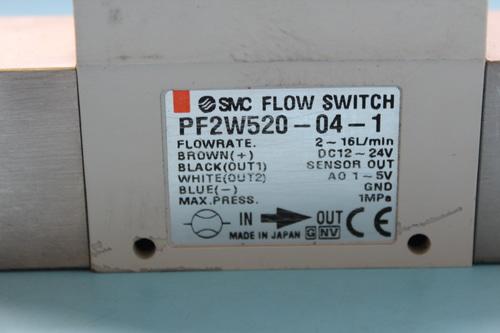 SMC FLOW SWITCH
PF2W520-04-1
FLOWRATE. 2~16L/min
BROWN(+) DC12~24V
BLACK(OUT1) SENSOR OUT
WHITE(OUT2) AO 1~5V
BLUE(-) GND
MAX.PRESS. 1MPa
IN OUT CE
MADE IN JAPAN G NV